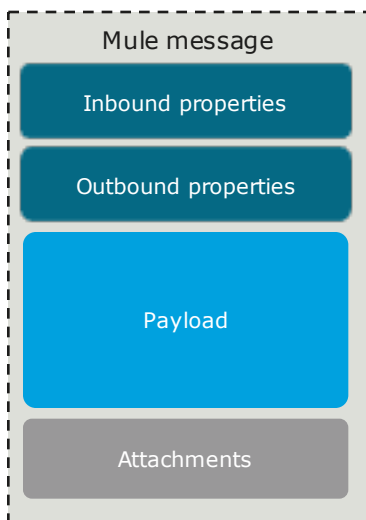 Mule message
Inbound properties
Outbound properties
Payload
Attachments